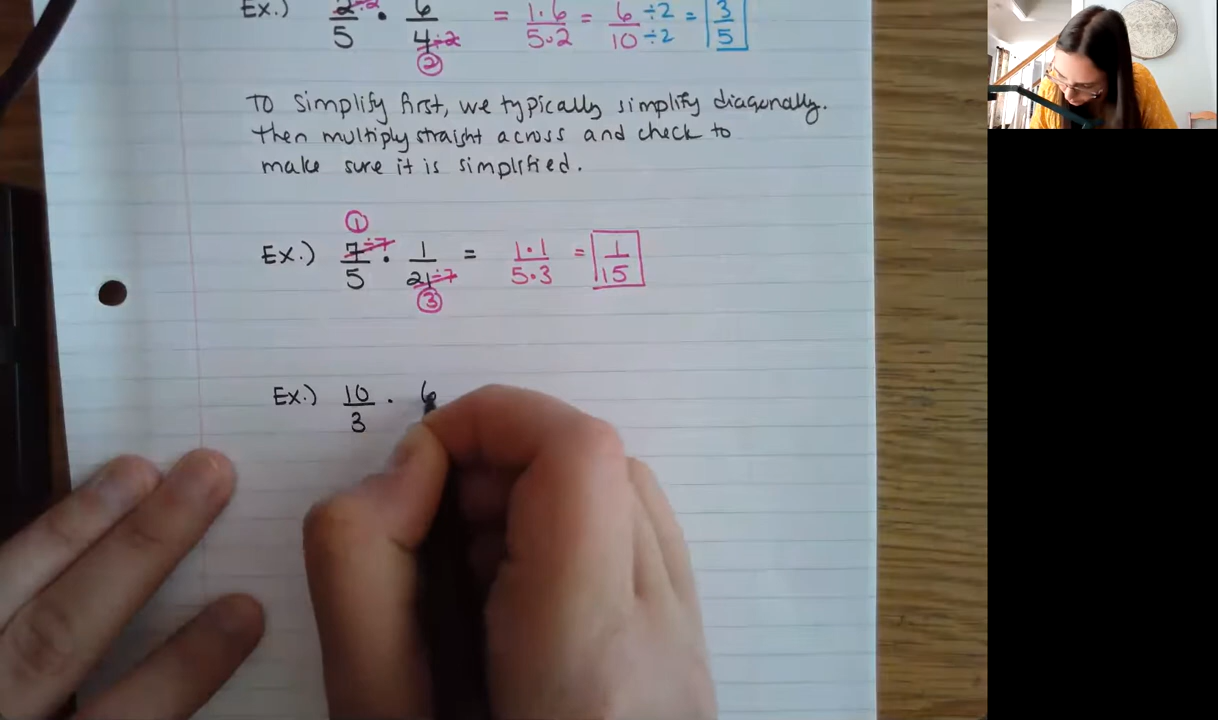 Ex.) 2÷2/5 · 6/4÷2 ② = 1·6/5·2 = 6÷2/10÷2 = 3/5
To simplify first, we typically simplify diagonally.
Then multiply straight across and check to
make sure it is simplified.
Ex.) ① 7÷7/5 · 1/21÷7 ③ = 1·1/5·3 = 1/15
Ex.) 10/3 · 6